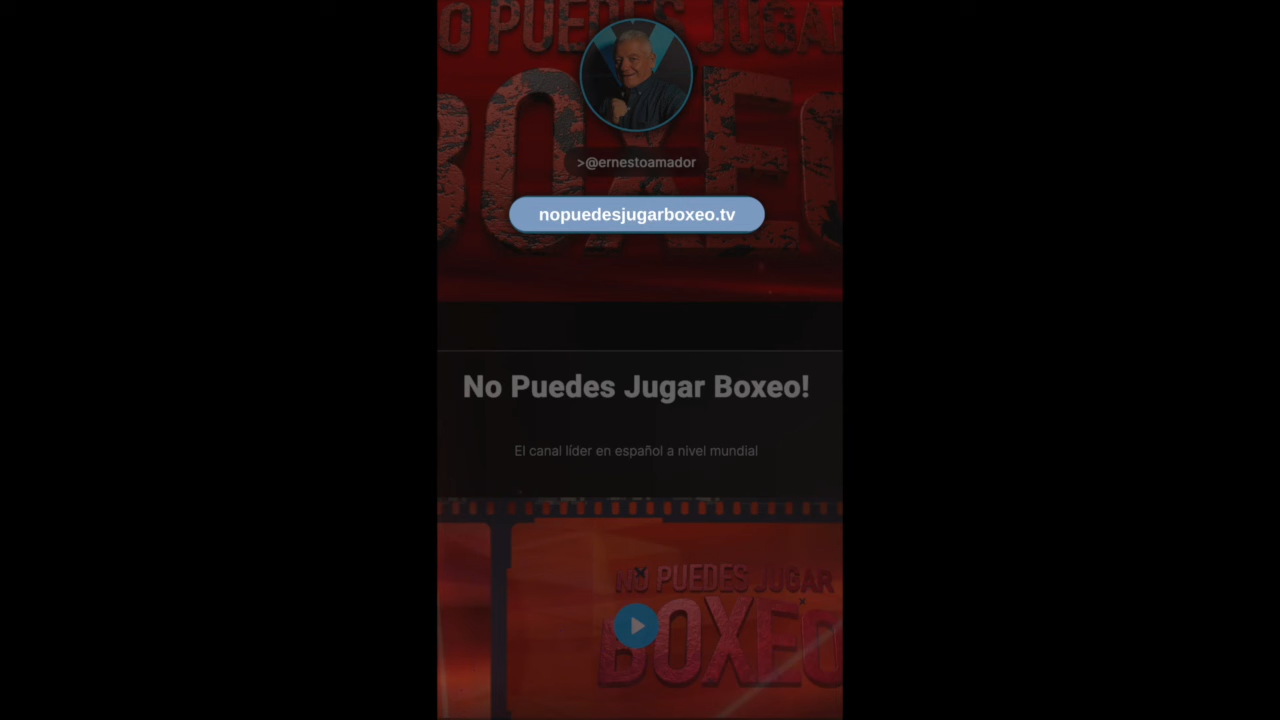 NO PUEDES JUGAR
BOXEO
>@ernestoamador
nopuedesjugarboxeo.tv
No Puedes Jugar Boxeo!
El canal líder en español a nivel mundial
NO PUEDES JUGAR
BOXEO